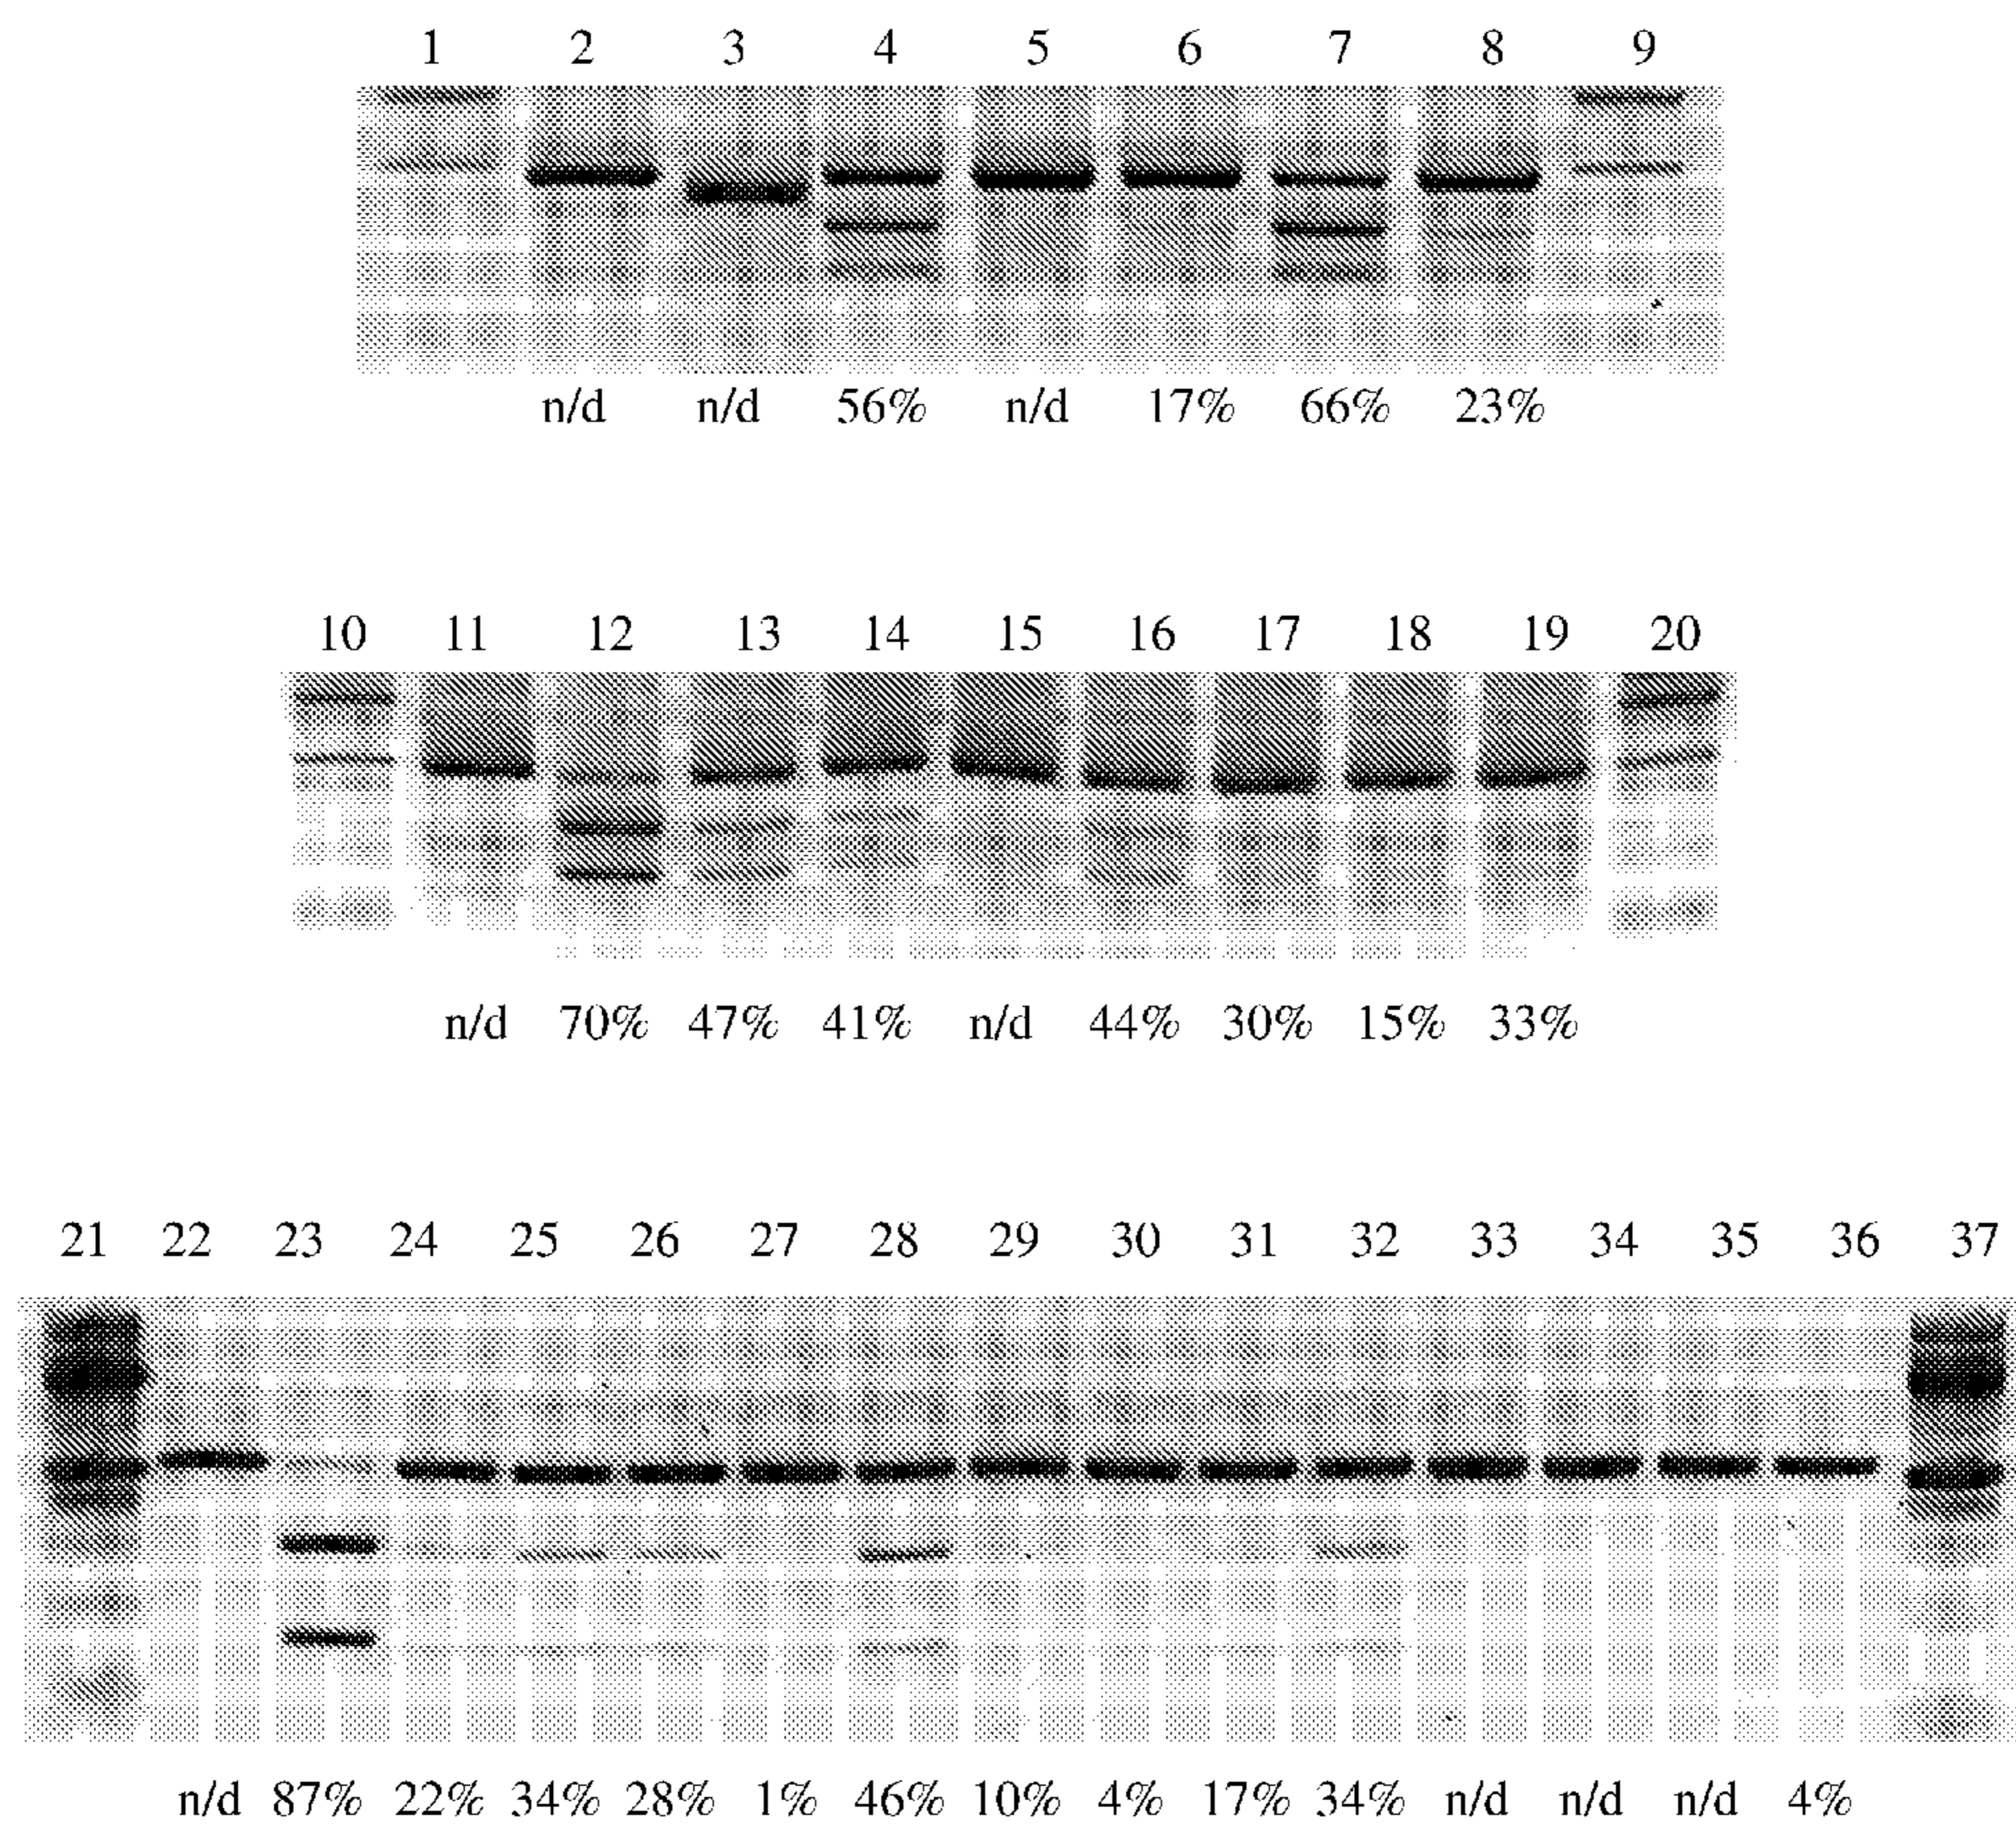 1 2 3 4 5 6 7 8 9
n/d n/d 56% n/d 17% 66% 23%
10 11 12 13 14 15 16 17 18 19 20
n/d 70% 47% 41% n/d 44% 30% 15% 33%
21 22 23 24 25 26 27 28 29 30 31 32 33 34 35 36 37
n/d 87% 22% 34% 28% 1% 46% 10% 4% 17% 34% n/d n/d n/d 4%